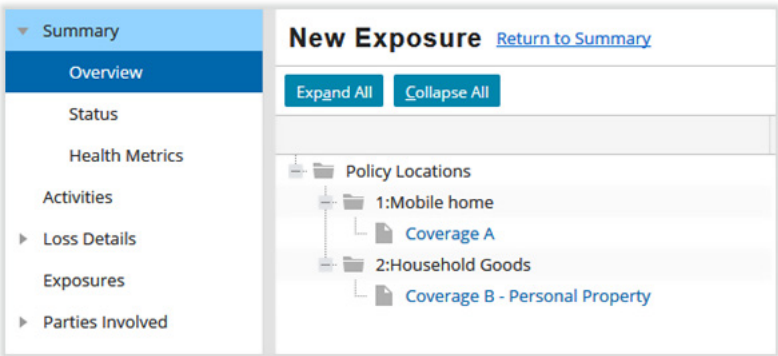 Summary
Overview
Status
Health Metrics
Activities
Loss Details
Exposures
Parties Involved
New Exposure Return to Summary
Expand All Collapse All
Policy Locations
1:Mobile home
Coverage A
2:Household Goods
Coverage B - Personal Property